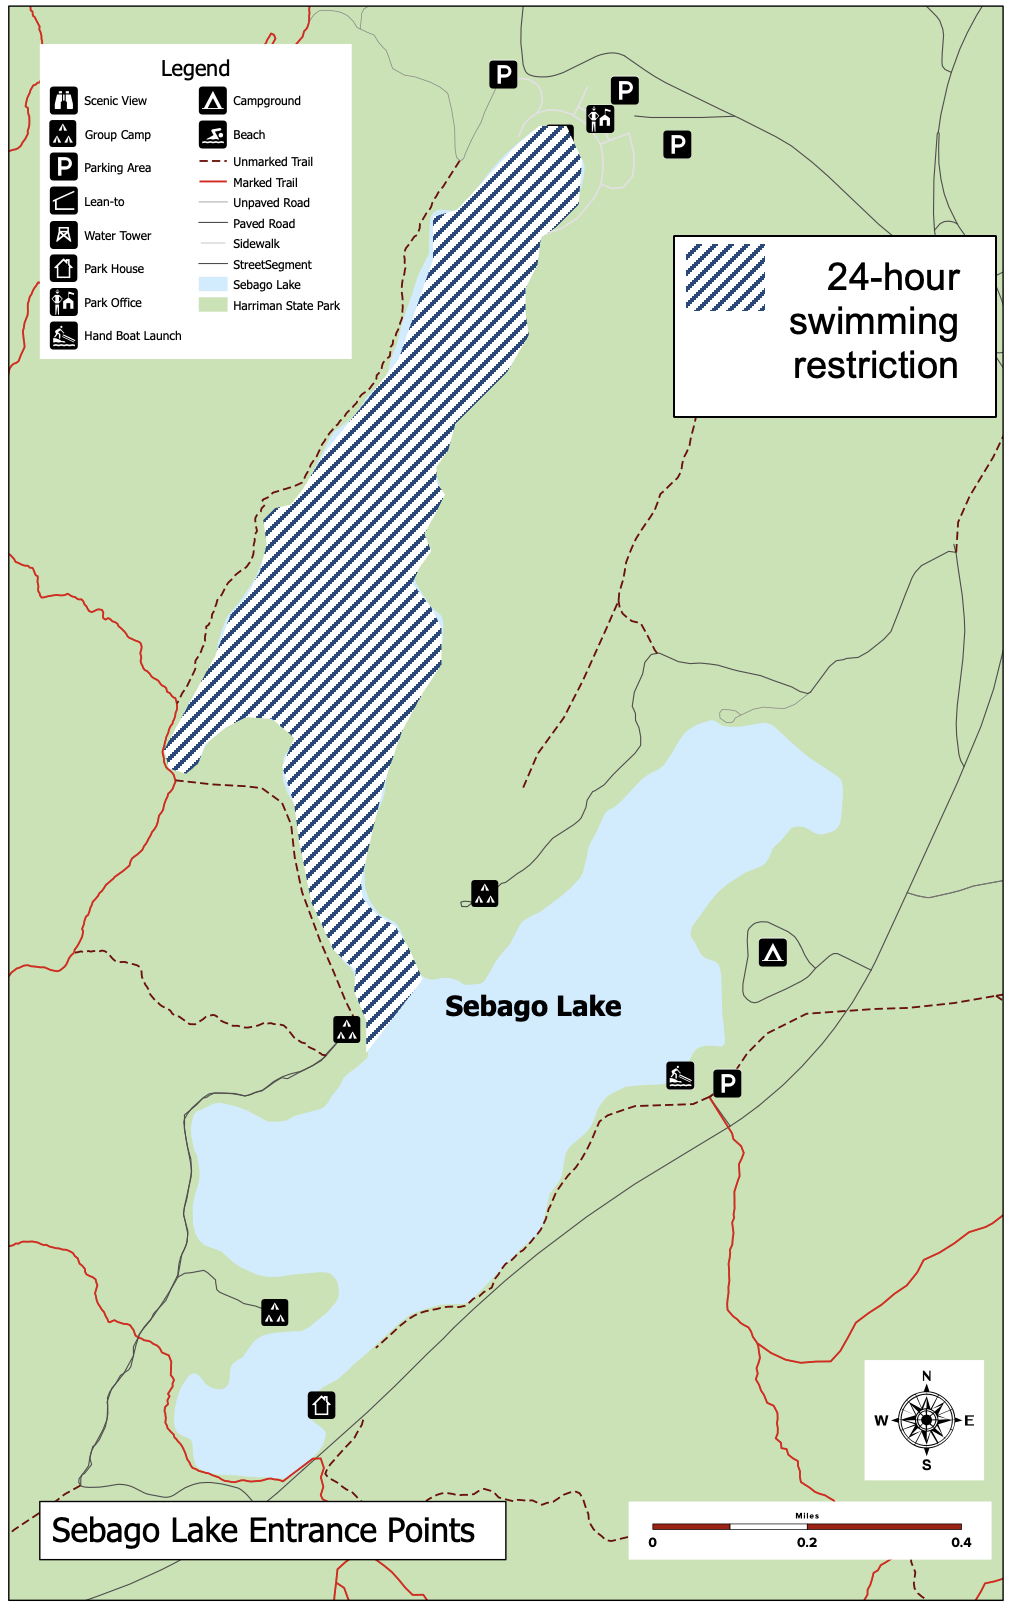 Legend
Scenic View
Group Camp
P
Parking Area
Lean-to
Water Tower
Park House
Park Office
Hand Boat Launch
Campground
Beach
Unmarked Trail
Marked Trail
Unpaved Road
Paved Road
Sidewalk
StreetSegment
Sebago Lake
Harriman State Park
P
P
P
24-hour
swimming
restriction
Sebago Lake
P
N
W E
S
Sebago Lake Entrance Points
Miles
0 0.2 0.4